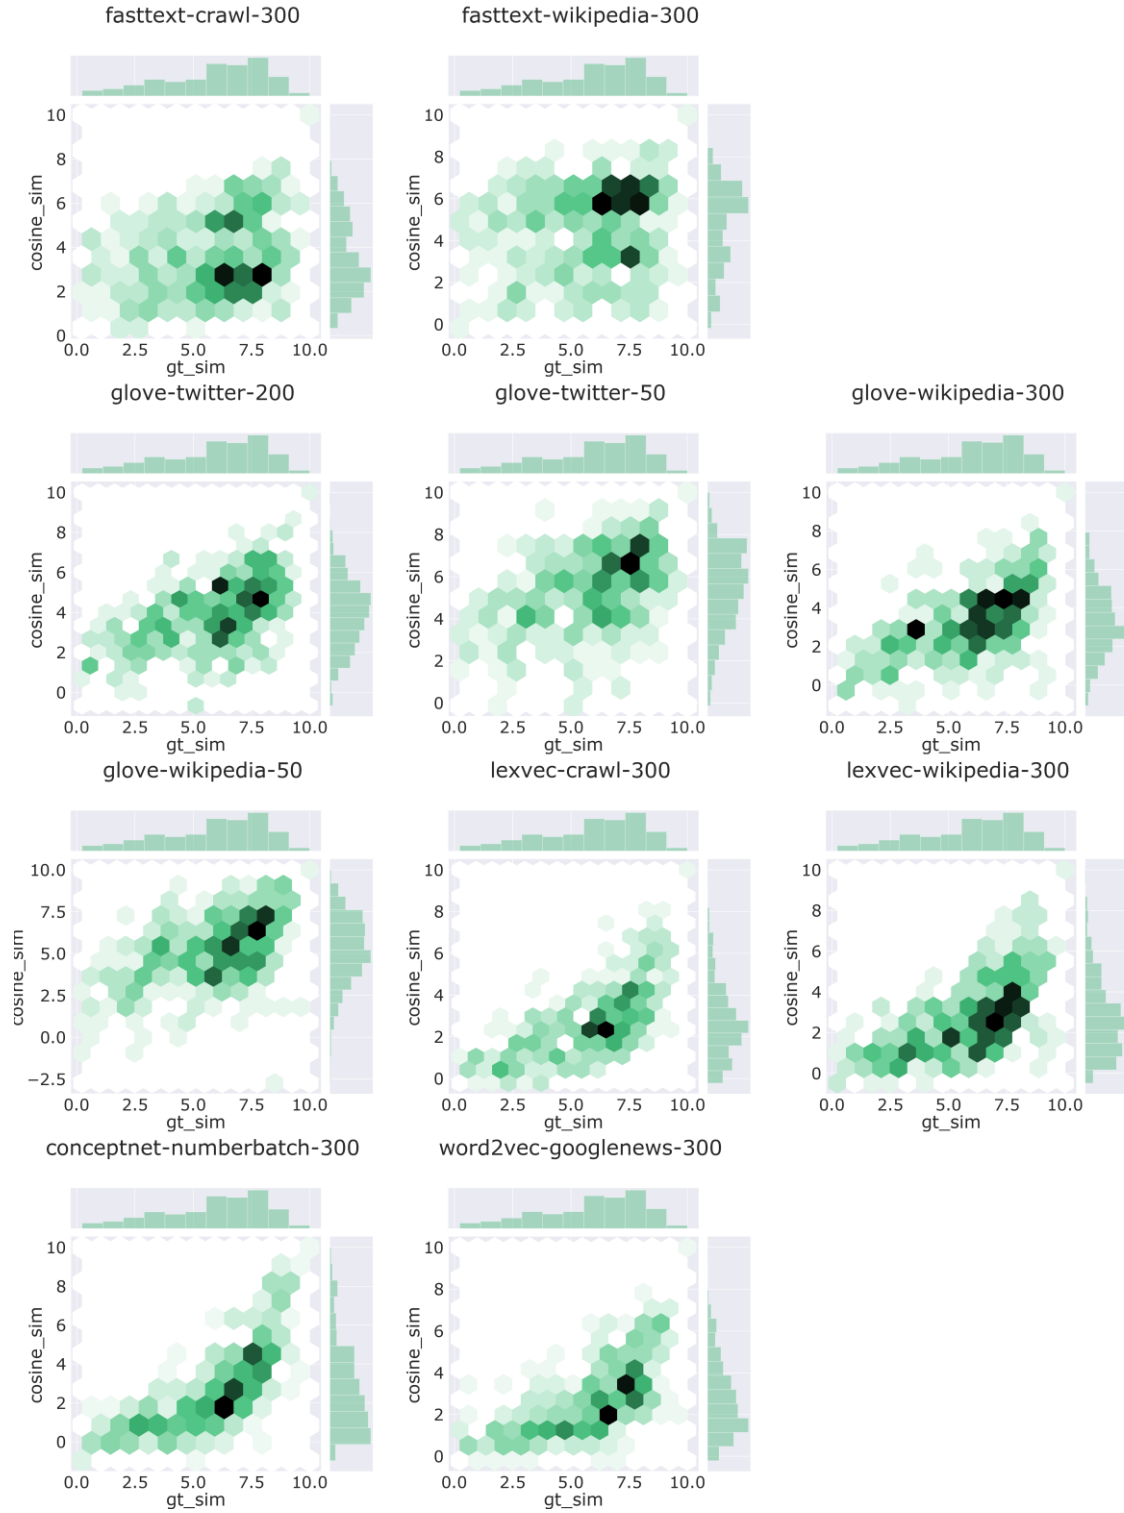 fasttext-crawl-300
fasttext-wikipedia-300
10
8
6
4
2
0
cosine_sim
0.0 2.5 5.0 7.5 10.0
gt_sim
10
8
6
4
2
0
cosine_sim
0.0 2.5 5.0 7.5 10.0
gt_sim
glove-twitter-200
glove-twitter-50
glove-wikipedia-300
10
8
6
4
2
0
cosine_sim
0.0 2.5 5.0 7.5 10.0
gt_sim
10
8
6
4
2
0
cosine_sim
0.0 2.5 5.0 7.5 10.0
gt_sim
10
8
6
4
2
0
cosine_sim
0.0 2.5 5.0 7.5 10.0
gt_sim
glove-wikipedia-50
lexvec-crawl-300
lexvec-wikipedia-300
10.0
7.5
5.0
2.5
0.0
−2.5
cosine_sim
0.0 2.5 5.0 7.5 10.0
gt_sim
10
8
6
4
2
0
cosine_sim
0.0 2.5 5.0 7.5 10.0
gt_sim
10
8
6
4
2
0
cosine_sim
0.0 2.5 5.0 7.5 10.0
gt_sim
conceptnet-numberbatch-300
word2vec-googlenews-300
10
8
6
4
2
0
cosine_sim
0.0 2.5 5.0 7.5 10.0
gt_sim
10
8
6
4
2
0
cosine_sim
0.0 2.5 5.0 7.5 10.0
gt_sim